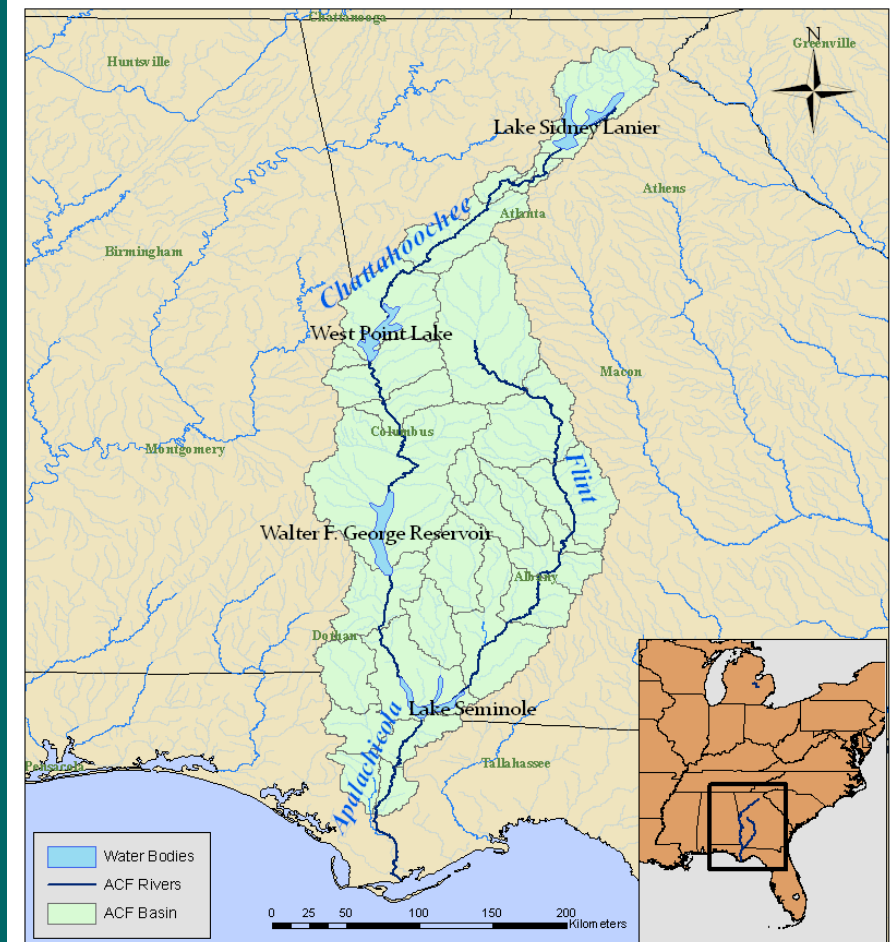 Chattanooga
Huntsville
Greenville
N
Lake Sidney Lanier
Athens
Atlanta
Chattahoochee
Birmingham
West Point Lake
Macon
Columbus
Montgomery
Flint
Walter F. George Reservoir
Albany
Dothan
Lake Seminole
Apalachicola
Pensacola
Tallahassee
Water Bodies
ACF Rivers
ACF Basin
0 25 50 100 150 200
Kilometers